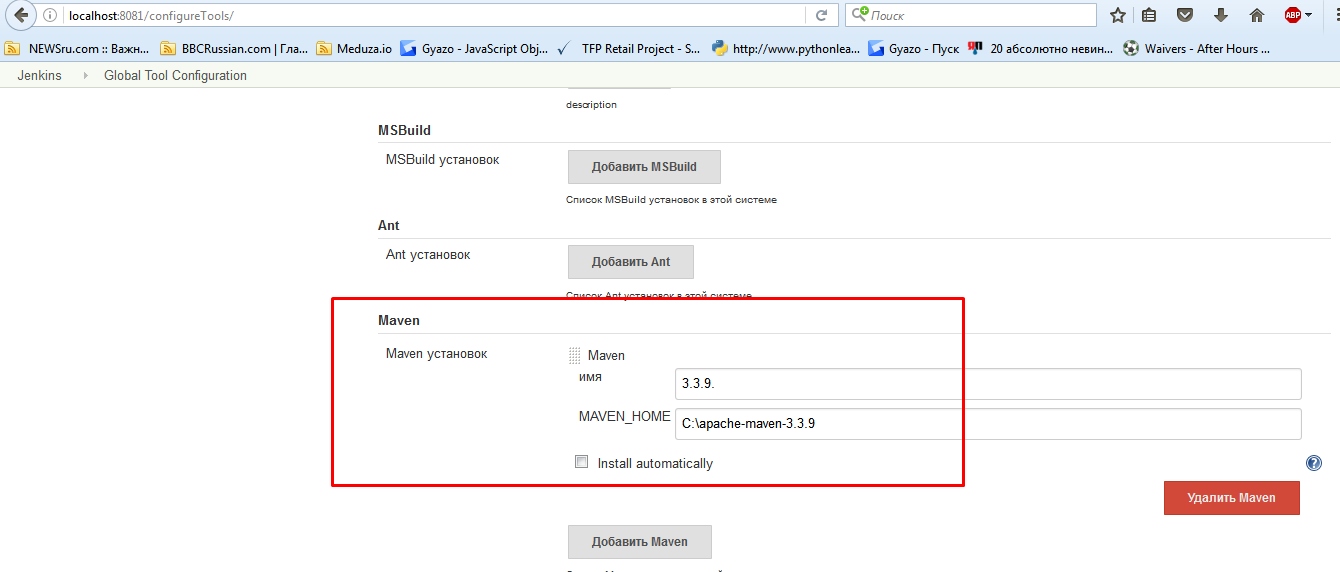 localhost:8081/configureTools/
Поиск
ABP
NEWSru.com :: Важн... BBCRussian.com | Гла... Meduza.io Gyazo - JavaScript Obj... TFP Retail Project - S... http://www.pythonlea... Gyazo - Пуск 20 абсолютно невин... Waivers - After Hours ...
Jenkins Global Tool Configuration
description
MSBuild
MSBuild установок Добавить MSBuild
Список MSBuild установок в этой системе
Ant
Ant установок Добавить Ant
Список Ant установок в этой системе
Maven
Maven установок Maven
имя 3.3.9.
MAVEN_HOME C:\apache-maven-3.3.9
Install automatically
Удалить Maven
Добавить Maven